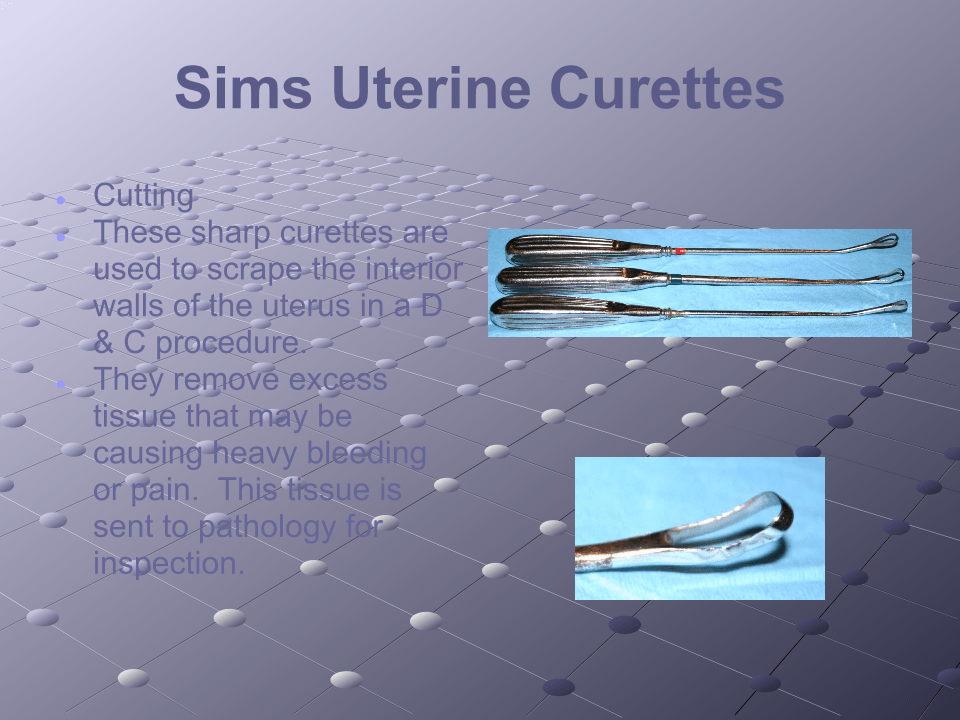 Sims Uterine Curettes
Cutting
These sharp curettes are
used to scrape the interior
walls of the uterus in a D
& C procedure.
They remove excess
tissue that may be
causing heavy bleeding
or pain. This tissue is
sent to pathology for
inspection.